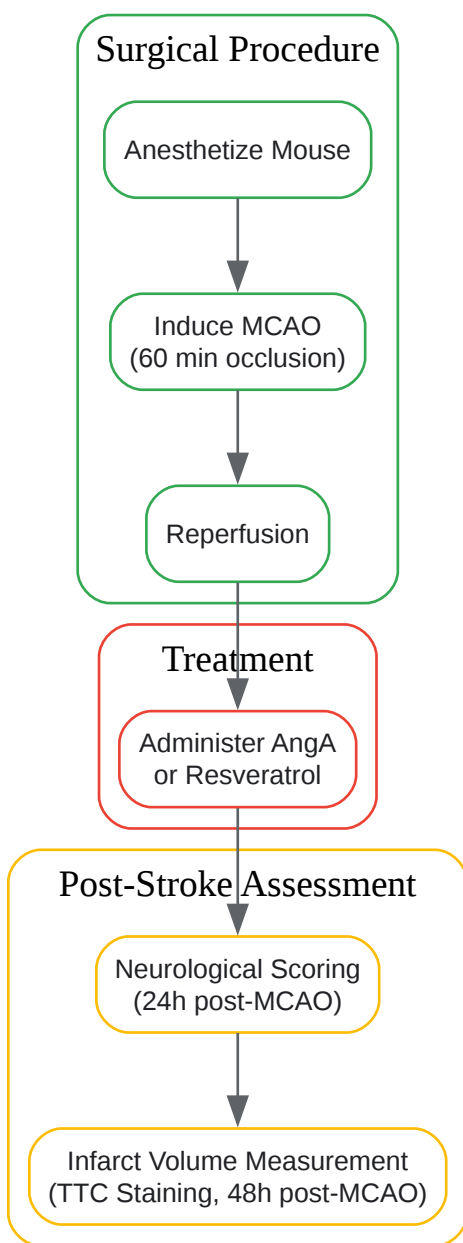 Surgical Procedure
Anesthetize Mouse
Induce MCAO
(60 min occlusion)
Reperfusion
Treatment
Administer AngA
or Resveratrol
Post-Stroke Assessment
Neurological Scoring
(24h post-MCAO)
Infarct Volume Measurement
(TTC Staining, 48h post-MCAO)